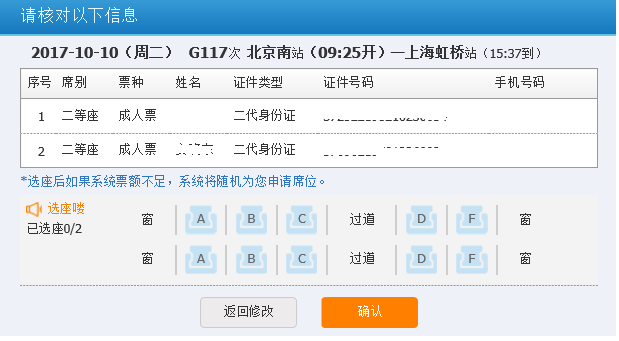 请核对以下信息
2017-10-10（周二） G117次 北京南站（09:25开）—上海虹桥站（15:37到）
序号 席别 票种 姓名 证件类型 证件号码 手机号码
1 二等座 成人票 二代身份证
2 二等座 成人票 二代身份证
*选座后如果系统票额不足，系统将随机为您申请席位。
选座喽
已选座0/2
窗 A B C 过道 D F 窗
窗 A B C 过道 D F 窗
返回修改 确认